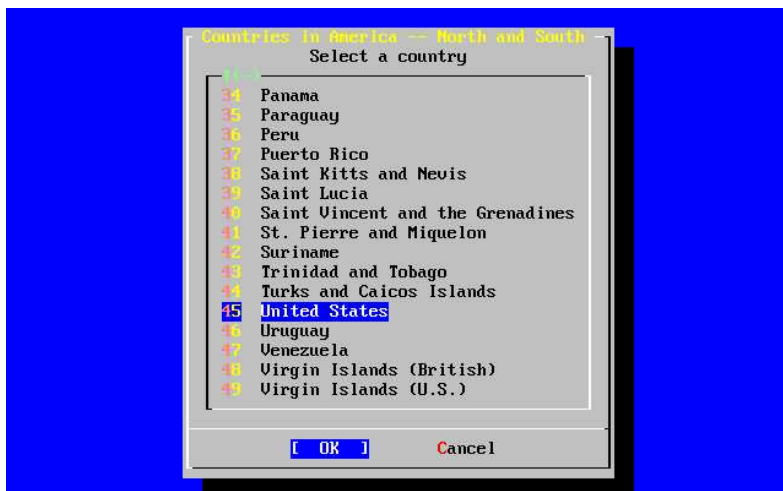 Countries in America -- North and South
Select a country
^(-)
34 Panama
35 Paraguay
36 Peru
37 Puerto Rico
38 Saint Kitts and Nevis
39 Saint Lucia
40 Saint Vincent and the Grenadines
41 St. Pierre and Miquelon
42 Suriname
43 Trinidad and Tobago
44 Turks and Caicos Islands
45 United States
46 Uruguay
47 Venezuela
48 Virgin Islands (British)
49 Virgin Islands (U.S.)
[ OK ] Cancel